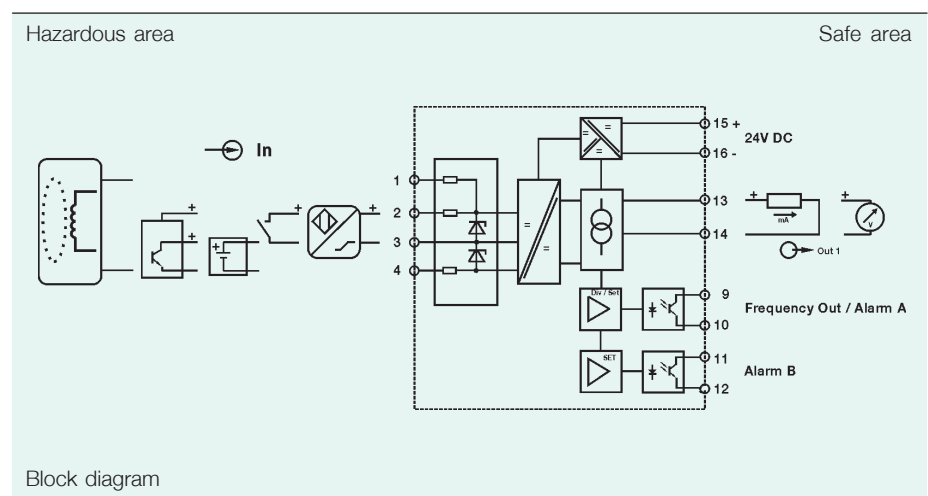 Hazardous area
Safe area
In
1
2
3
4
15 +
16 -
24V DC
13
14
mA
V
Out 1
Div / Set
9
10
Frequency Out / Alarm A
SET
11
12
Alarm B
Block diagram